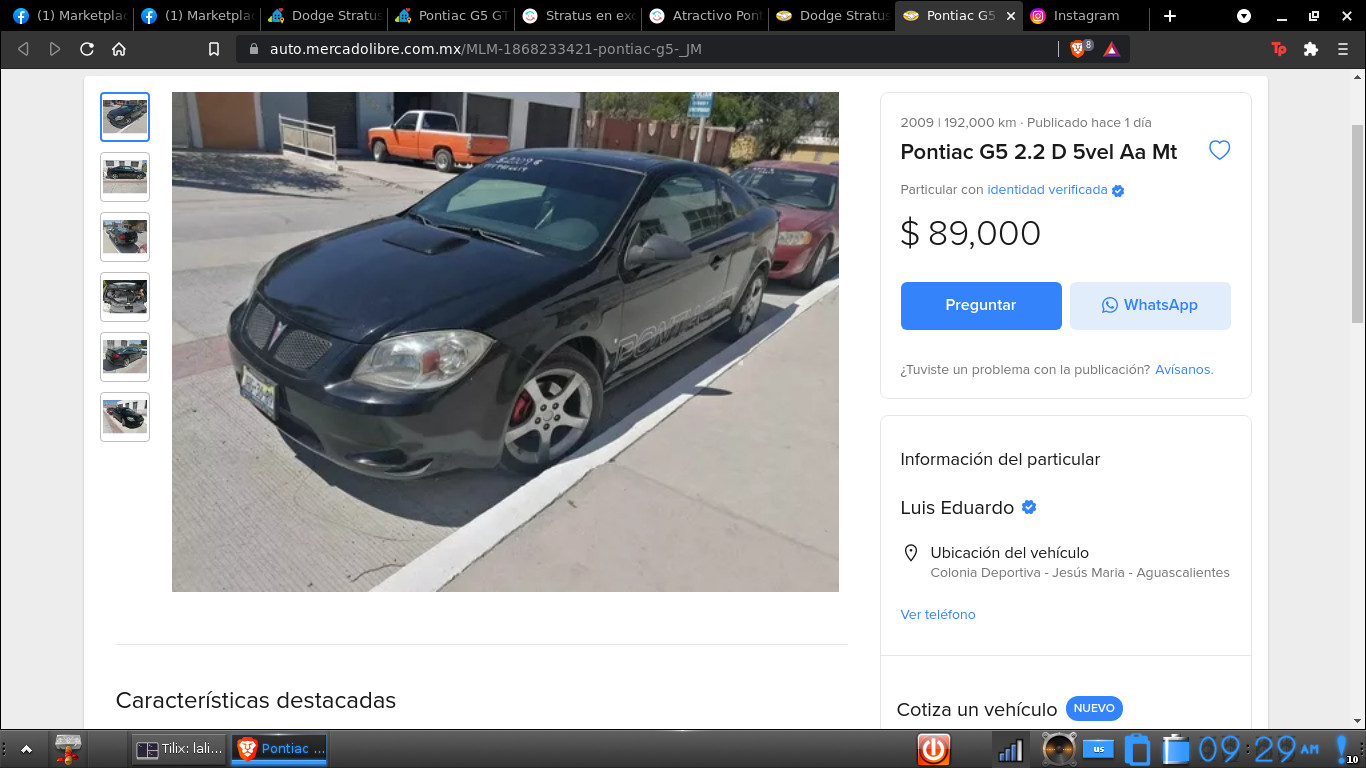 (1) Marketplac
(1) Marketplac
Dodge Stratus
Pontiac G5 GT
Stratus en exc
Atractivo Pont
Dodge Stratus
Pontiac G5
Instagram
auto.mercadolibre.com.mx/MLM-1868233421-pontiac-g5-_JM
8
Tp
2009 | 192,000 km · Publicado hace 1 día
Pontiac G5 2.2 D 5vel Aa Mt
Particular con identidad verificada
$ 89,000
Preguntar
WhatsApp
¿Tuviste un problema con la publicación? Avísanos.
PONTIAC
Información del particular
Luis Eduardo
Ubicación del vehículo
Colonia Deportiva - Jesús Maria - Aguascalientes
Ver teléfono
Características destacadas
Cotiza un vehículo NUEVO
Tilix: lali...
Pontiac ...
us
09:29 AM
10